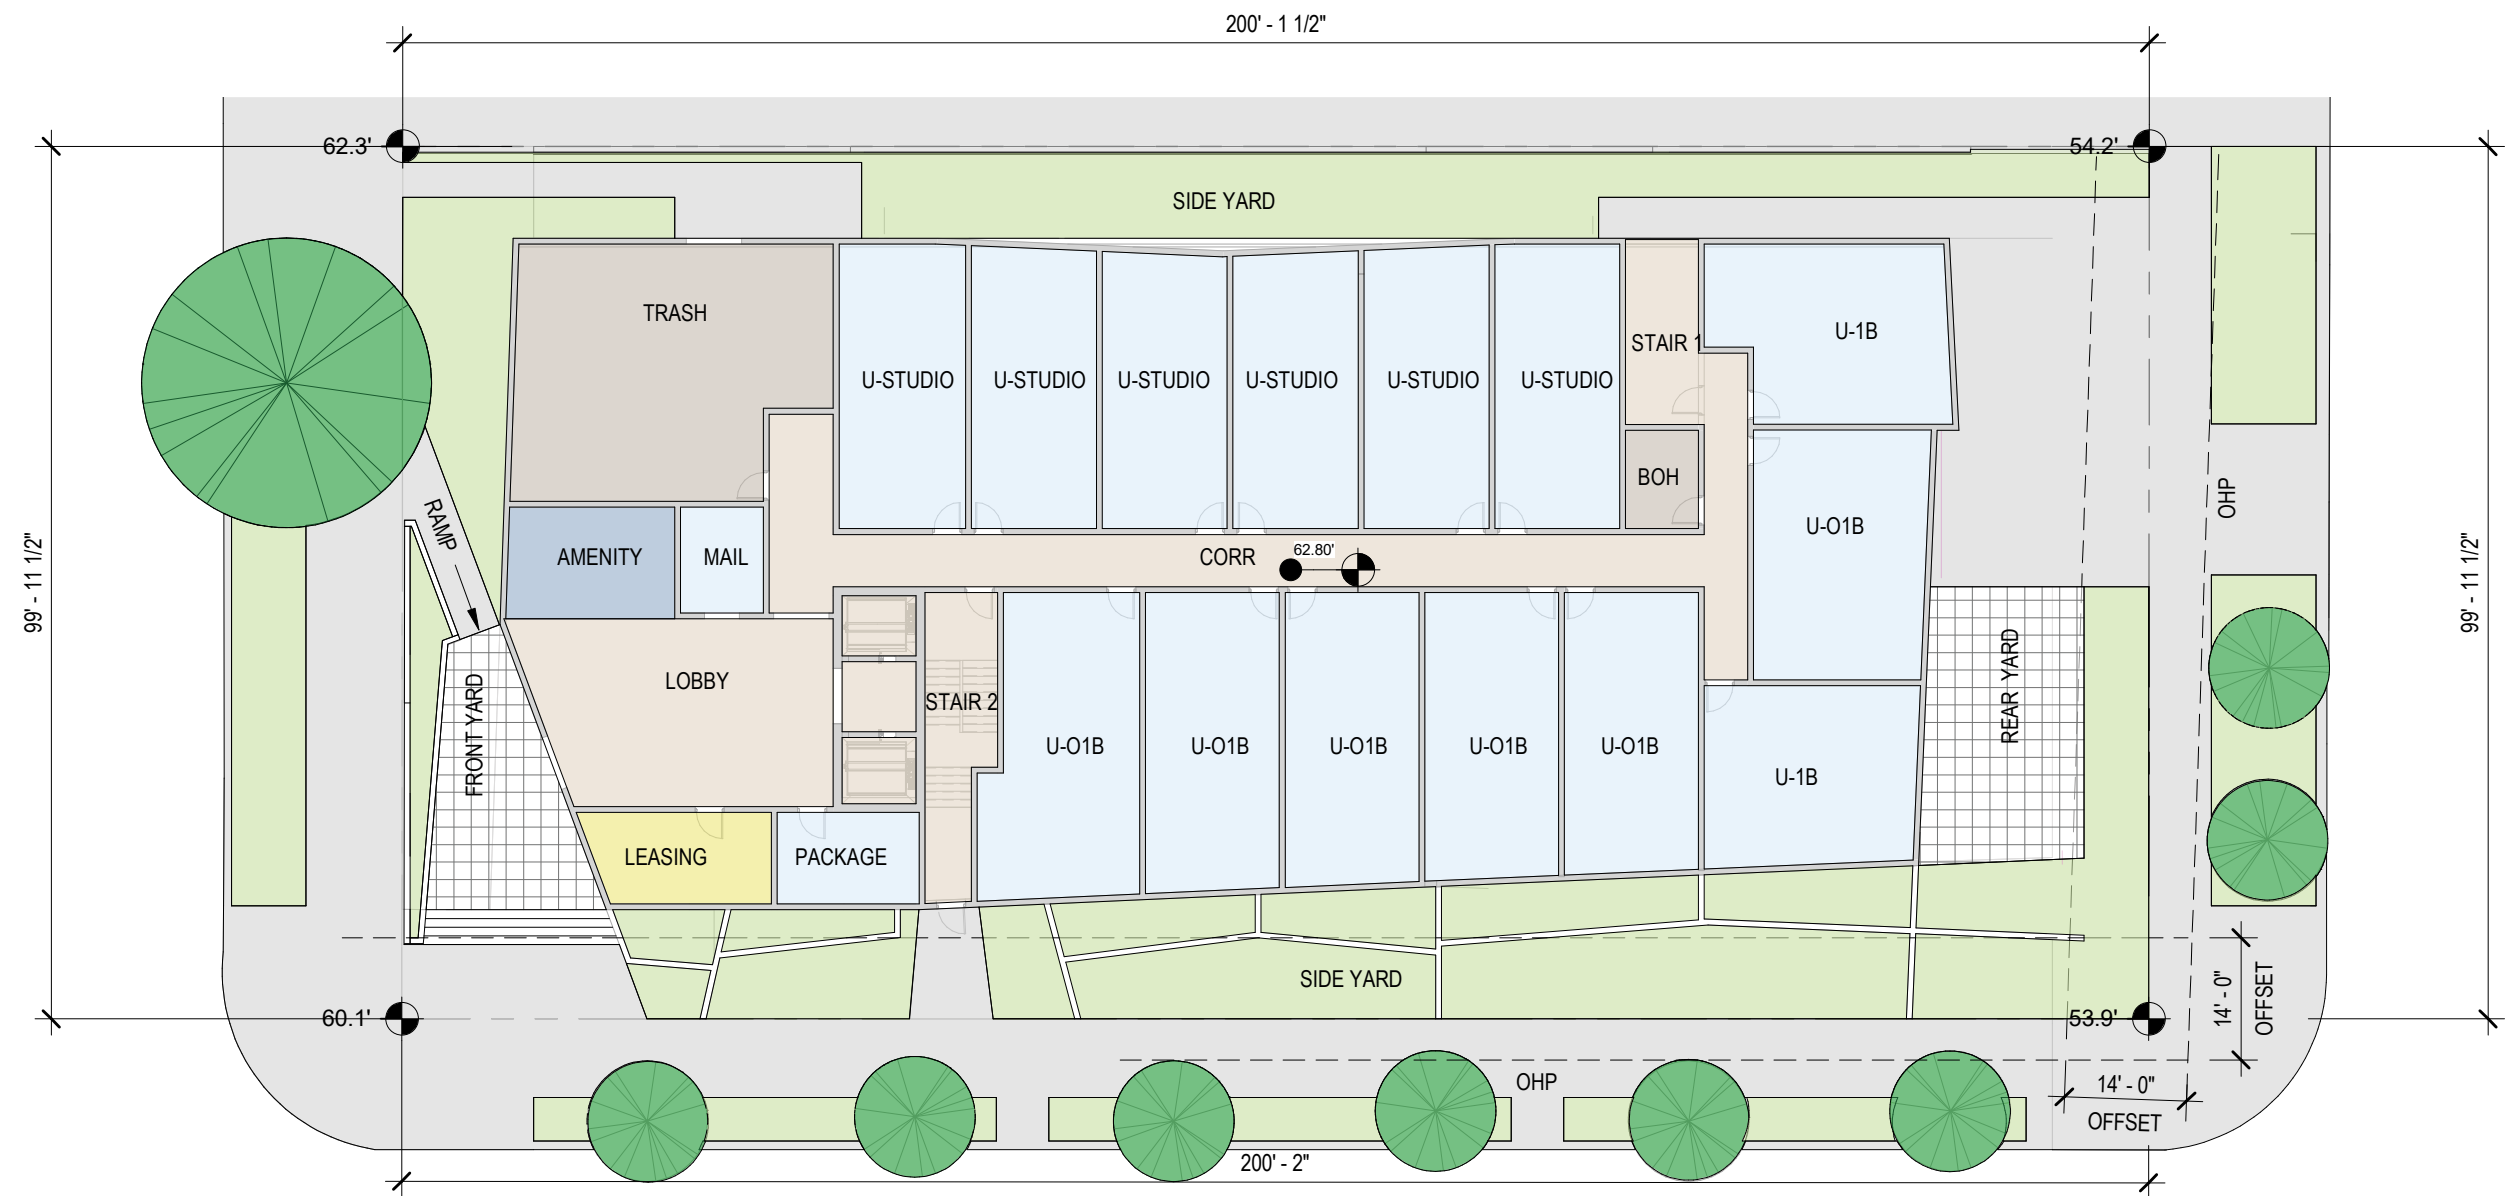 200' - 1 1/2"
62.3'
54.2'
SIDE YARD
TRASH
STAIR 1
U-1B
U-STUDIO
U-STUDIO
U-STUDIO
U-STUDIO
U-STUDIO
U-STUDIO
BOH
OHP
RAMP
U-O1B
AMENITY
MAIL
CORR
62.80'
99' - 11 1/2"
99' - 11 1/2"
LOBBY
STAIR 2
FRONT YARD
REAR YARD
U-O1B
U-O1B
U-O1B
U-O1B
U-O1B
U-1B
LEASING
PACKAGE
SIDE YARD
14' - 0"
OFFSET
60.1'
53.9'
OHP
14' - 0"
OFFSET
200' - 2"